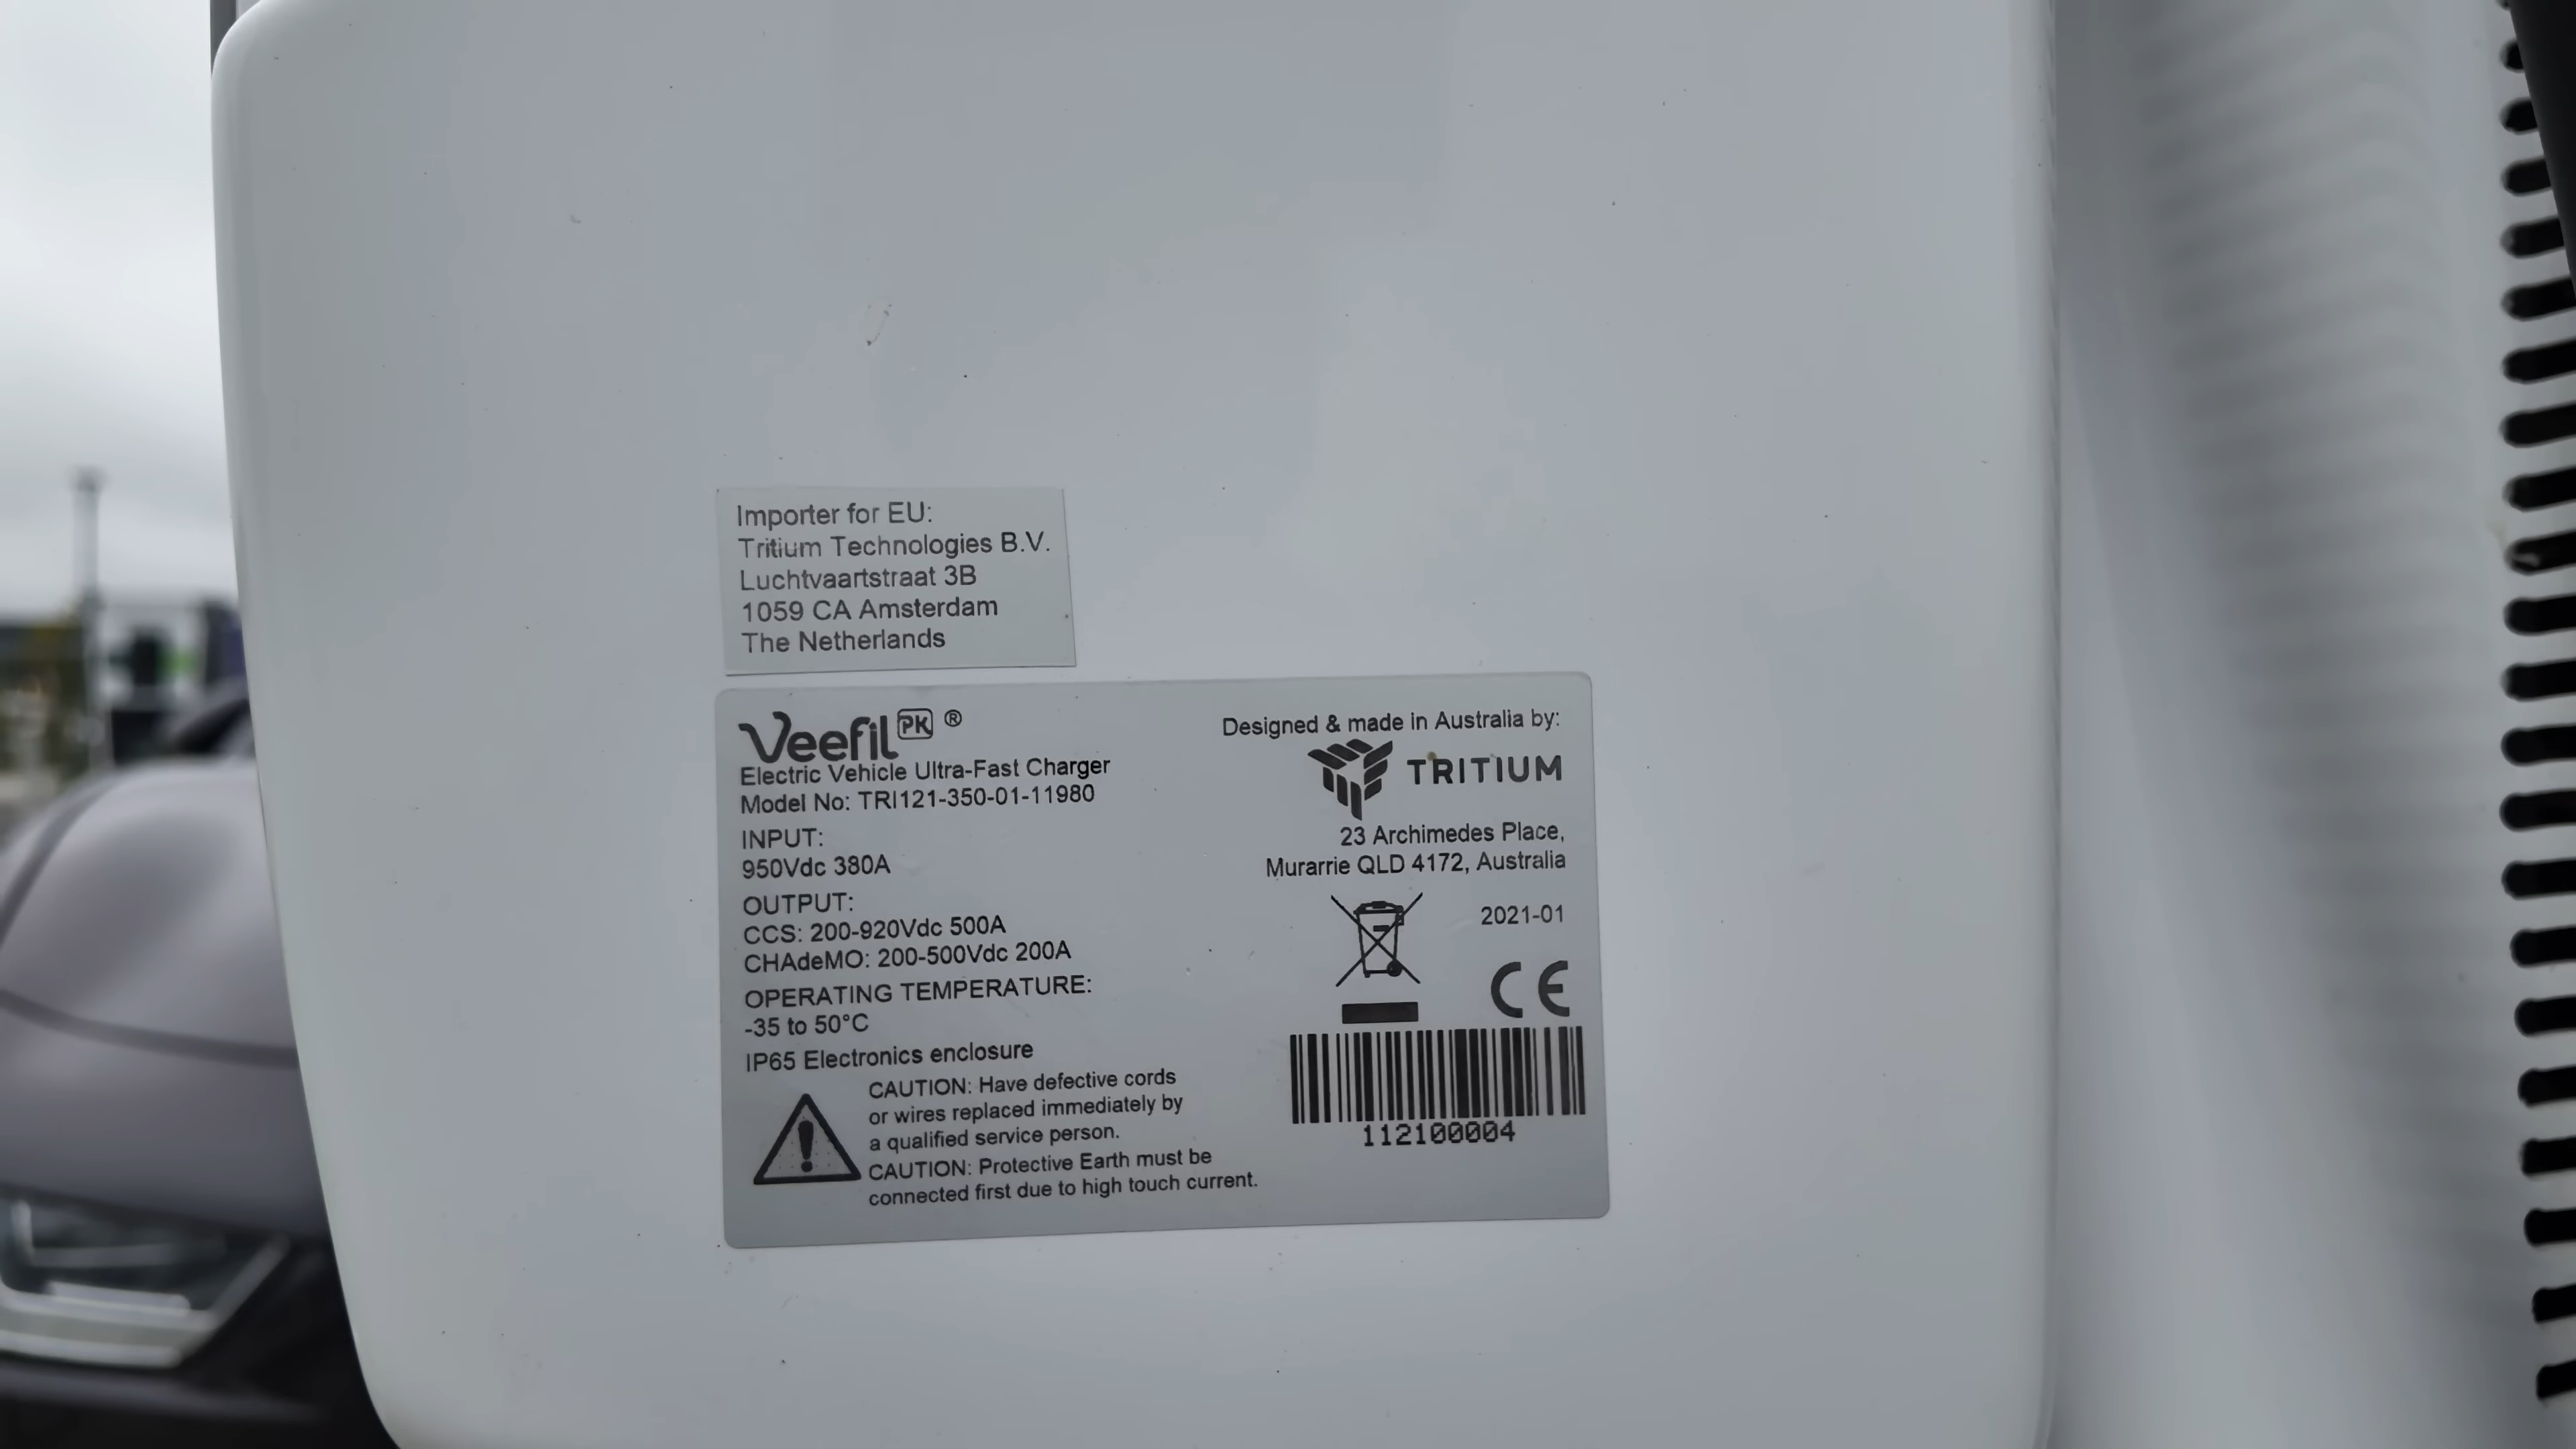 Importer for EU:
Tritium Technologies B.V.
Luchtvaartstraat 3B
1059 CA Amsterdam
The Netherlands
Veefil PK ®
Electric Vehicle Ultra-Fast Charger
Model No: TRI121-350-01-11980
INPUT:
950Vdc 380A
OUTPUT:
CCS: 200-920Vdc 500A
CHAdeMO: 200-500Vdc 200A
OPERATING TEMPERATURE:
-35 to 50°C
IP65 Electronics enclosure
CAUTION: Have defective cords
or wires replaced immediately by
a qualified service person.
CAUTION: Protective Earth must be
connected first due to high touch current.
Designed & made in Australia by:
TRITIUM
23 Archimedes Place,
Murarrie QLD 4172, Australia
2021-01
CE
112100004